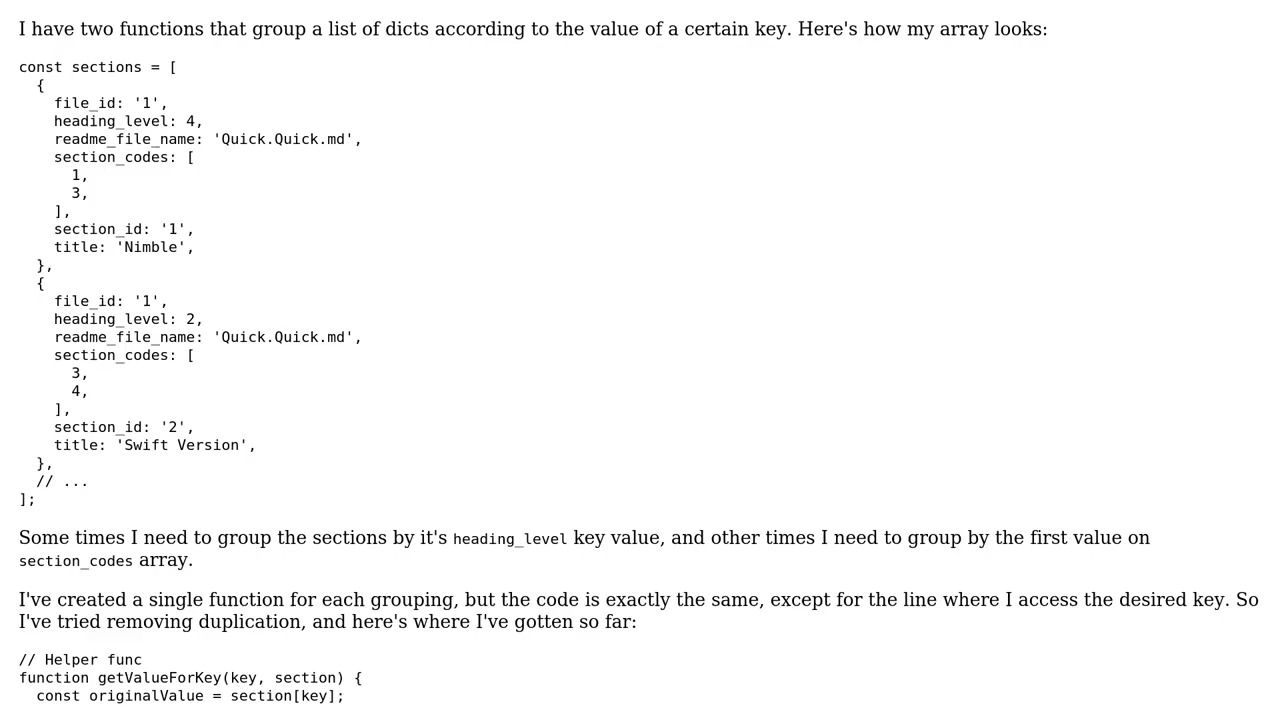 I have two functions that group a list of dicts according to the value of a certain key. Here's how my array looks:
const sections = [
  {
    file_id: '1',
    heading_level: 4,
    readme_file_name: 'Quick.Quick.md',
    section_codes: [
      1,
      3,
    ],
    section_id: '1',
    title: 'Nimble',
  },
  {
    file_id: '1',
    heading_level: 2,
    readme_file_name: 'Quick.Quick.md',
    section_codes: [
      3,
      4,
    ],
    section_id: '2',
    title: 'Swift Version',
  },
  // ...
];
Some times I need to group the sections by it's heading_level key value, and other times I need to group by the first value on
section_codes array.
I've created a single function for each grouping, but the code is exactly the same, except for the line where I access the desired key. So
I've tried removing duplication, and here's where I've gotten so far:
// Helper func
function getValueForKey(key, section) {
  const originalValue = section[key];